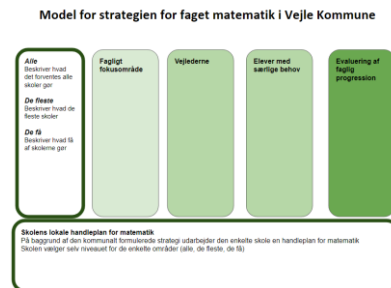 Model for strategien for faget matematik i Vejle Kommune
Alle
Beskriver hvad
det forventes alle
skoler gør
De fleste
Beskriver hvad de
fleste skoler
De få
Beskriver hvad få
af skolerne gør
Fagligt
fokusområde
Vejlederne
Elever med
særlige behov
Evaluering af
faglig
progression
Skolens lokale handleplan for matematik
På baggrund af den kommunalt formulerede strategi udarbejder den enkelte skole en handleplan for matematik
Skolen vælger selv niveauet for de enkelte områder (alle, de fleste, de få)